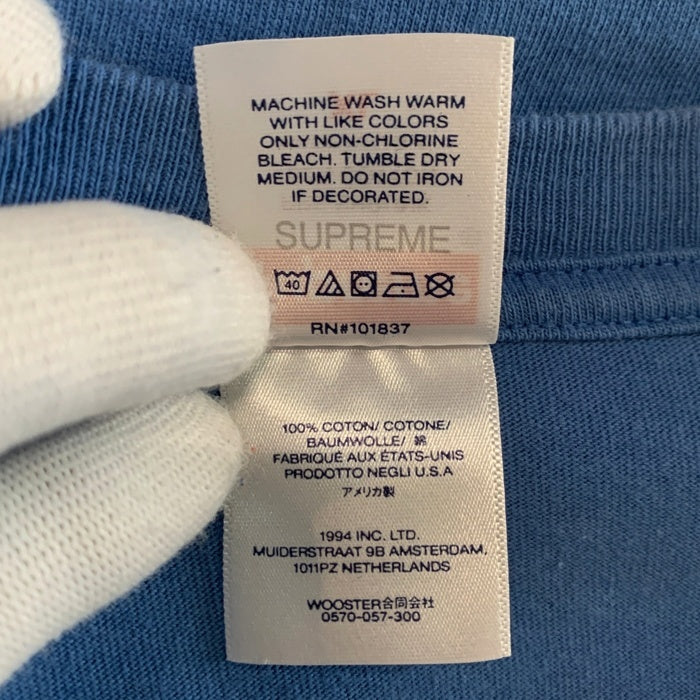 MACHINE WASH WARM
WITH LIKE COLORS
ONLY NON-CHLORINE
BLEACH. TUMBLE DRY
MEDIUM. DO NOT IRON
IF DECORATED.
SUPREME
40
RN#101837
100% COTON/ COTONE/
BAUMWOLLE/ 綿
FABRIQUÉ AUX ÉTATS-UNIS
PRODOTTO NEGLI U.S.A
アメリカ製
1994 INC. LTD.
MUIDERSTRAAT 9B AMSTERDAM,
1011PZ NETHERLANDS
WOOSTER合同会社
0570-057-300